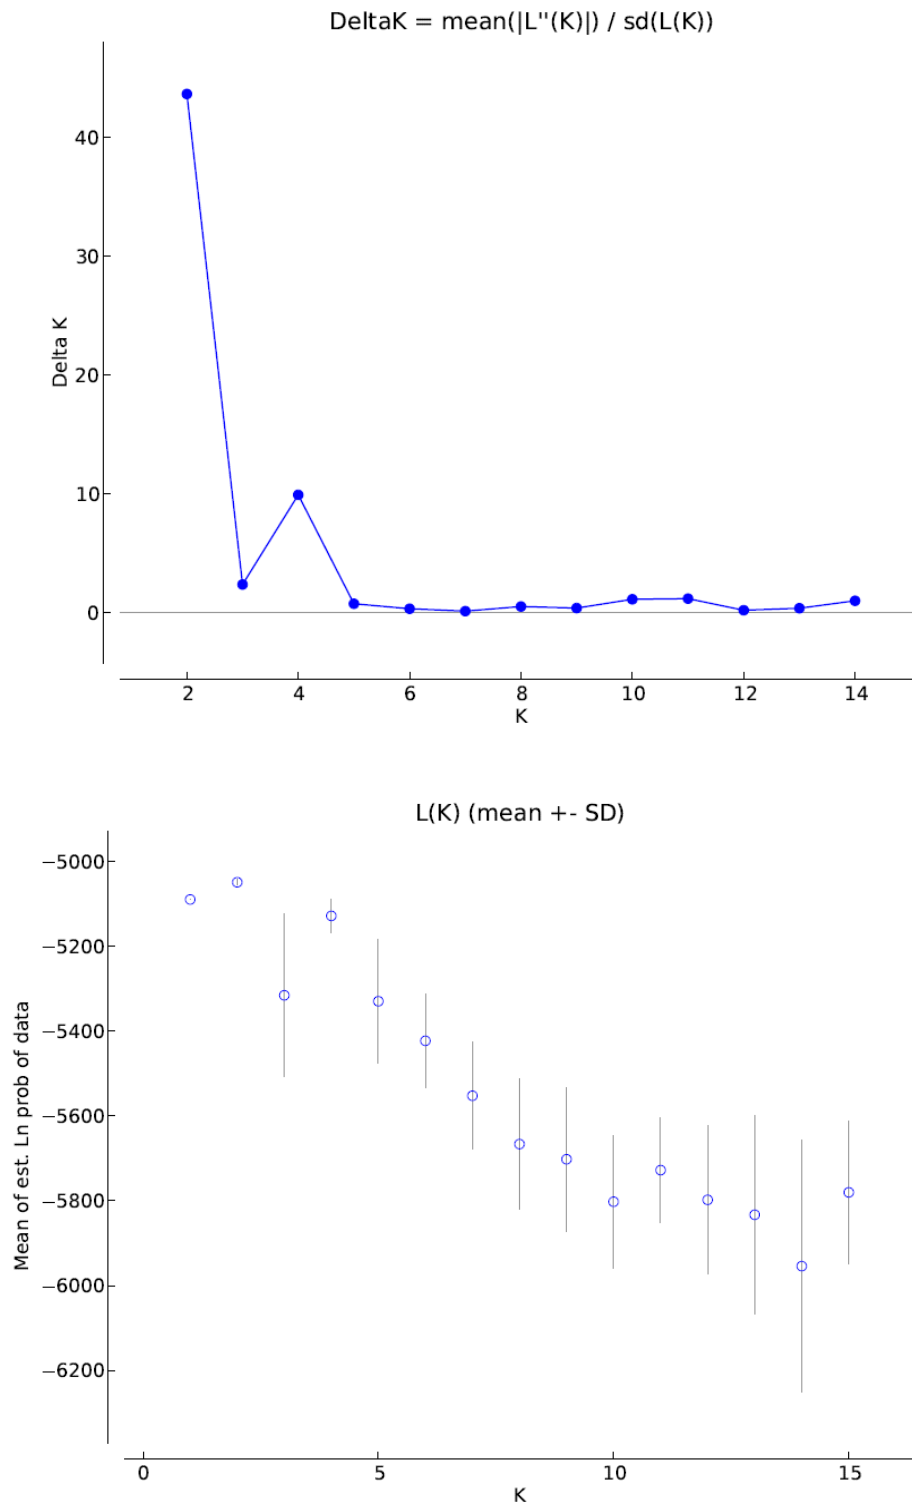 DeltaK = mean(|L''(K)|) / sd(L(K))
40
30
20
10
0
Delta K
2 4 6 8 10 12 14
K
L(K) (mean +- SD)
−5000
−5200
−5400
−5600
−5800
−6000
−6200
Mean of est. Ln prob of data
0 5 10 15
K